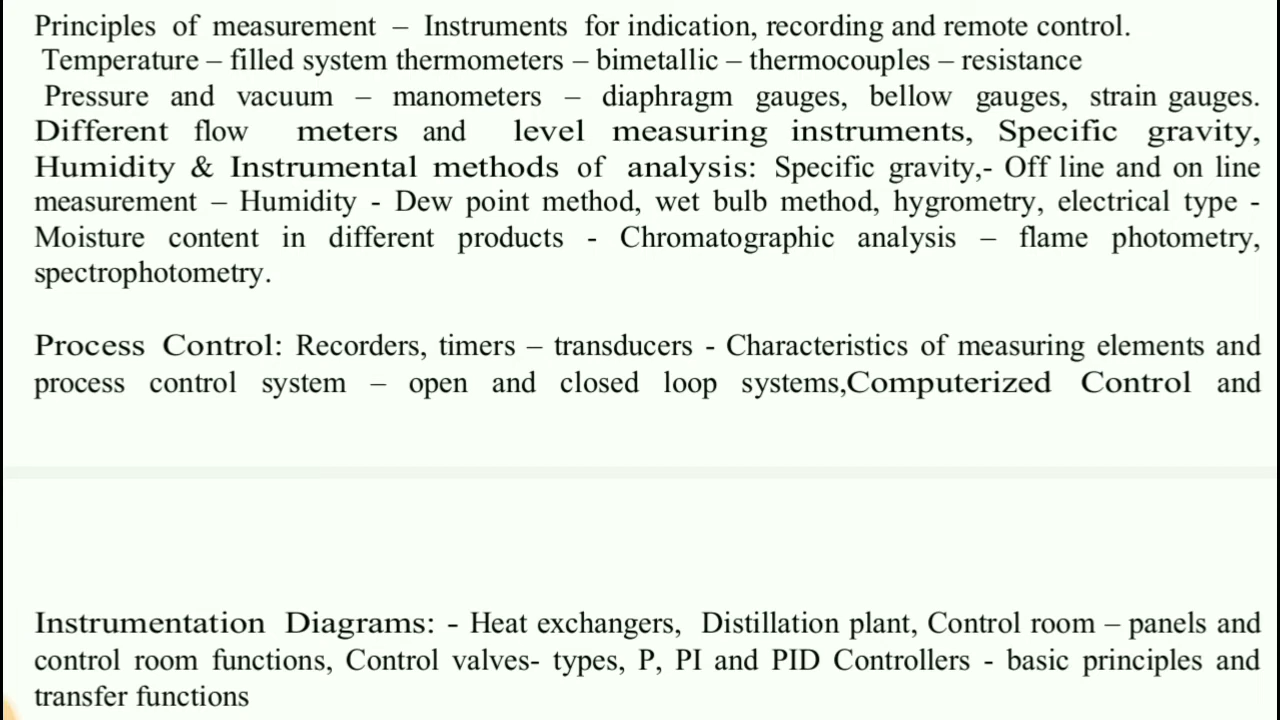 Principles of measurement – Instruments for indication, recording and remote control.
Temperature – filled system thermometers – bimetallic – thermocouples – resistance
Pressure and vacuum – manometers – diaphragm gauges, bellow gauges, strain gauges.
Different flow meters and level measuring instruments, Specific gravity,
Humidity & Instrumental methods of analysis: Specific gravity,- Off line and on line
measurement – Humidity - Dew point method, wet bulb method, hygrometry, electrical type -
Moisture content in different products - Chromatographic analysis – flame photometry,
spectrophotometry.
Process Control: Recorders, timers – transducers - Characteristics of measuring elements and
process control system – open and closed loop systems,Computerized Control and
Instrumentation Diagrams: - Heat exchangers, Distillation plant, Control room – panels and
control room functions, Control valves- types, P, PI and PID Controllers - basic principles and
transfer functions